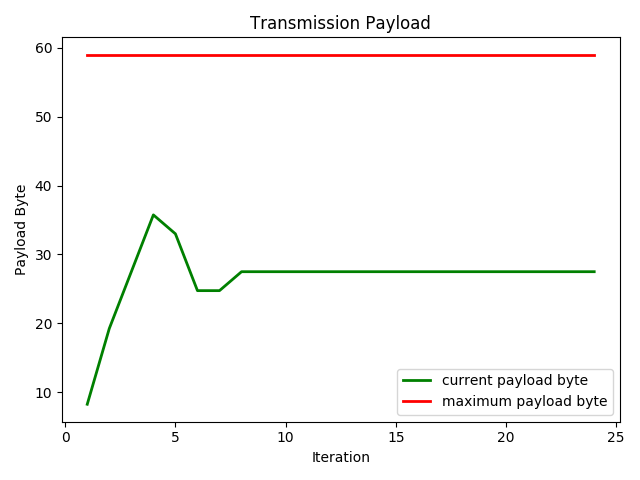 Transmission Payload
60
50
40
30
20
10
Payload Byte
current payload byte
maximum payload byte
0 5 10 15 20 25
Iteration